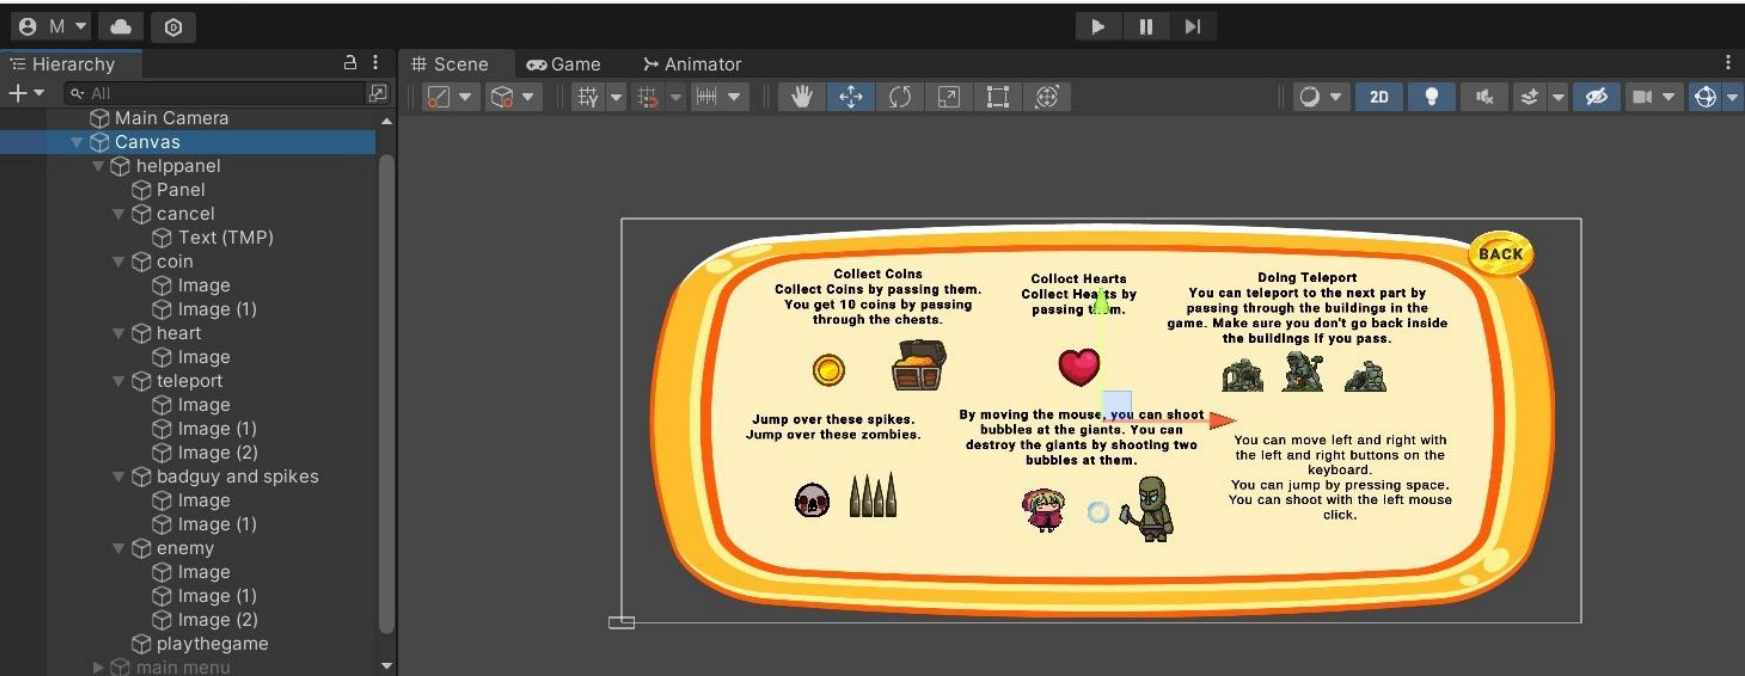 M
Hierarchy
Scene
Game
Animator
All
2D
Main Camera
Canvas
helppanel
Panel
cancel
Text (TMP)
coin
Image
Image (1)
heart
Image
teleport
Image
Image (1)
Image (2)
badguy and spikes
Image
Image (1)
enemy
Image
Image (1)
Image (2)
playthegame
main menu
BACK
Collect Coins
Collect Coins by passing them.
You get 10 coins by passing
through the chests.
Colloct Hearts
Collect Hearts by
passing them.
Doing Teleport
You can teleport to the next part by
passing through the buildings in the
game. Make sure you don't go back inside
the buildings if you pass.
Jump over these spikes.
Jump over these zombies.
By moving the mouse, you can shoot
bubbles at the giants. You can
destroy the giants by shooting two
bubbles at them.
You can move left and right with
the left and right buttons on the
keyboard.
You can jump by pressing space.
You can shoot with the left mouse
click.